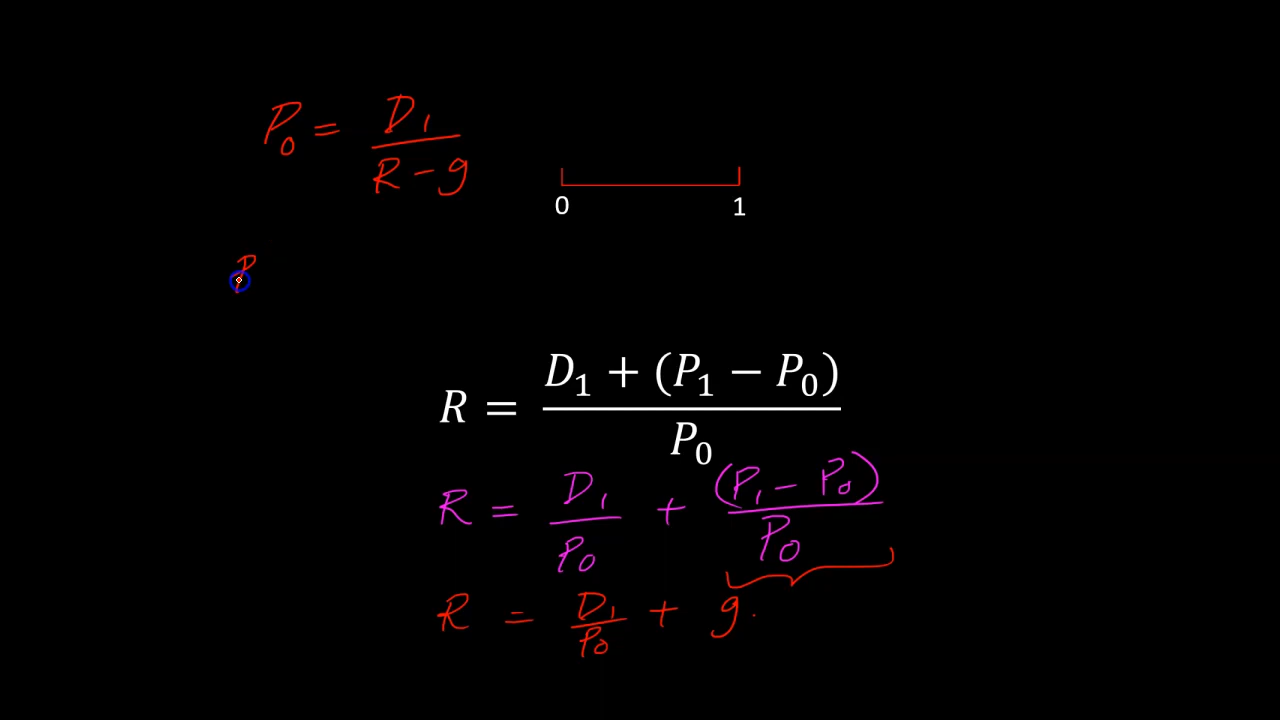 P₀ = D₁ / (R − g)
0 1
P
R = (D₁ + (P₁ − P₀)) / P₀
R = D₁ / P₀ + (P₁ − P₀) / P₀
R = D₁ / P₀ + g.